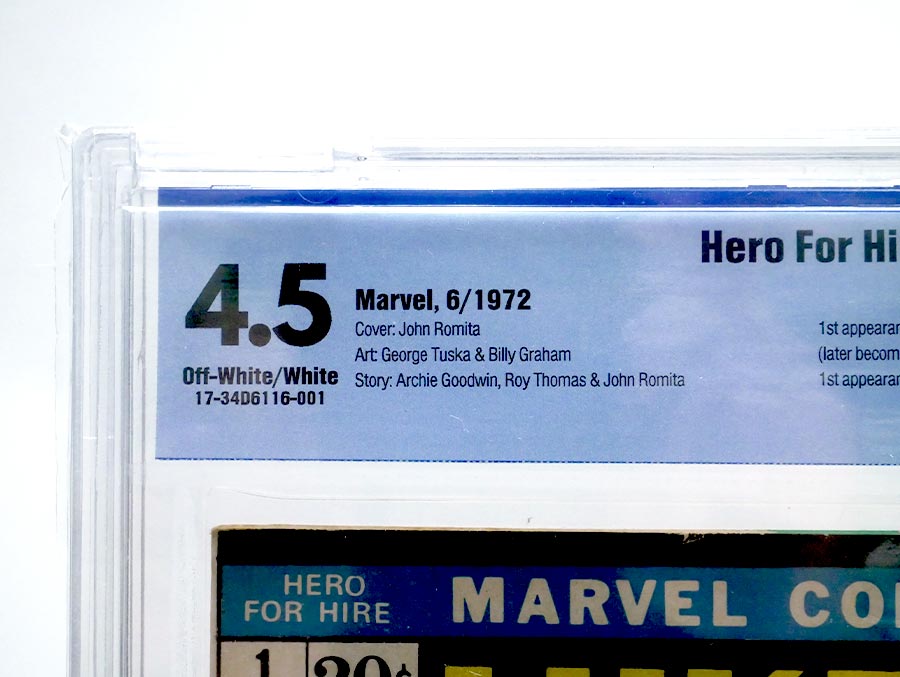 Hero For Hi
4.5
Marvel, 6/1972
Cover: John Romita
Art: George Tuska & Billy Graham
Story: Archie Goodwin, Roy Thomas & John Romita
Off-White/White
17-34D6116-001
1st appearan
(later becom
1st appearan
HERO
FOR HIRE
MARVEL CO
1 20¢
LUKE